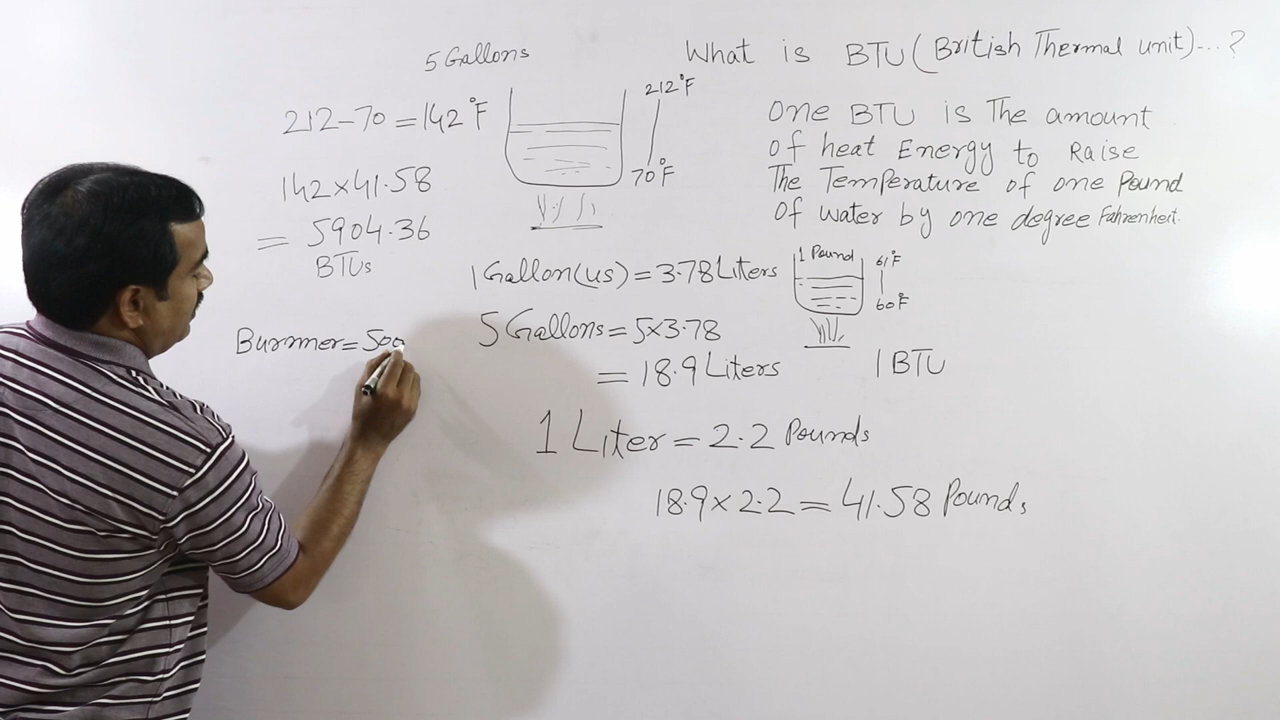 What is BTU (British Thermal unit)...?
5 Gallons
212-70=142°F
142×41.58
= 5904.36
BTUs
212°F
70°F
One BTU is The amount
Of heat Energy to Raise
The Temperature of one Pound
Of water by one degree Fahrenheit.
1 Gallon(us)=3.78 Liters
5 Gallons=5×3.78
= 18.9 Liters
1 Pound
61°F
60°F
1 BTU
Burnner=500
1 Liter=2.2 Pounds
18.9×2.2=41.58 Pounds